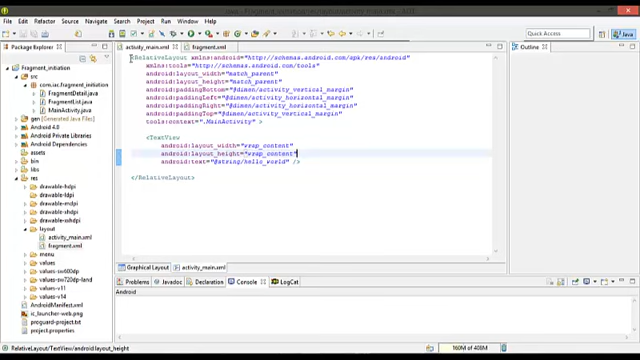 File Edit Refactor Source Navigate Search Project Run Window Help
Quick Access
Java
Package Explorer
activity_main.xml
fragment.xml
Outline
Fragment_initiation
src
com.iac.fragment_initiation
FragmentDetail.java
FragmentList.java
MainActivity.java
gen [Generated Java Files]
Android 4.0
Android Private Libraries
Android Dependencies
assets
bin
res
drawable-hdpi
drawable-ldpi
drawable-mdpi
drawable-xhdpi
drawable-xxhdpi
layout
activity_main.xml
fragment.xml
menu
values
values-sw600dp
values-sw720dp-land
values-v11
values-v14
AndroidManifest.xml
ic_launcher-web.png
proguard-project.txt
project.properties
<RelativeLayout xmlns:android="http://schemas.android.com/apk/res/android"
xmlns:tools="http://schemas.android.com/tools"
android:layout_width="match_parent"
android:layout_height="match_parent"
android:paddingBottom="@dimen/activity_vertical_margin"
android:paddingLeft="@dimen/activity_horizontal_margin"
android:paddingRight="@dimen/activity_horizontal_margin"
android:paddingTop="@dimen/activity_vertical_margin"
tools:context=".MainActivity" >
<TextView
android:layout_width="wrap_content"
android:layout_height="wrap_content"
android:text="@string/hello_world" />
</RelativeLayout>
Graphical Layout
activity_main.xml
Problems
Javadoc
Declaration
Console
LogCat
Android
RelativeLayout/TextView/android:layout_height
160M of 408M